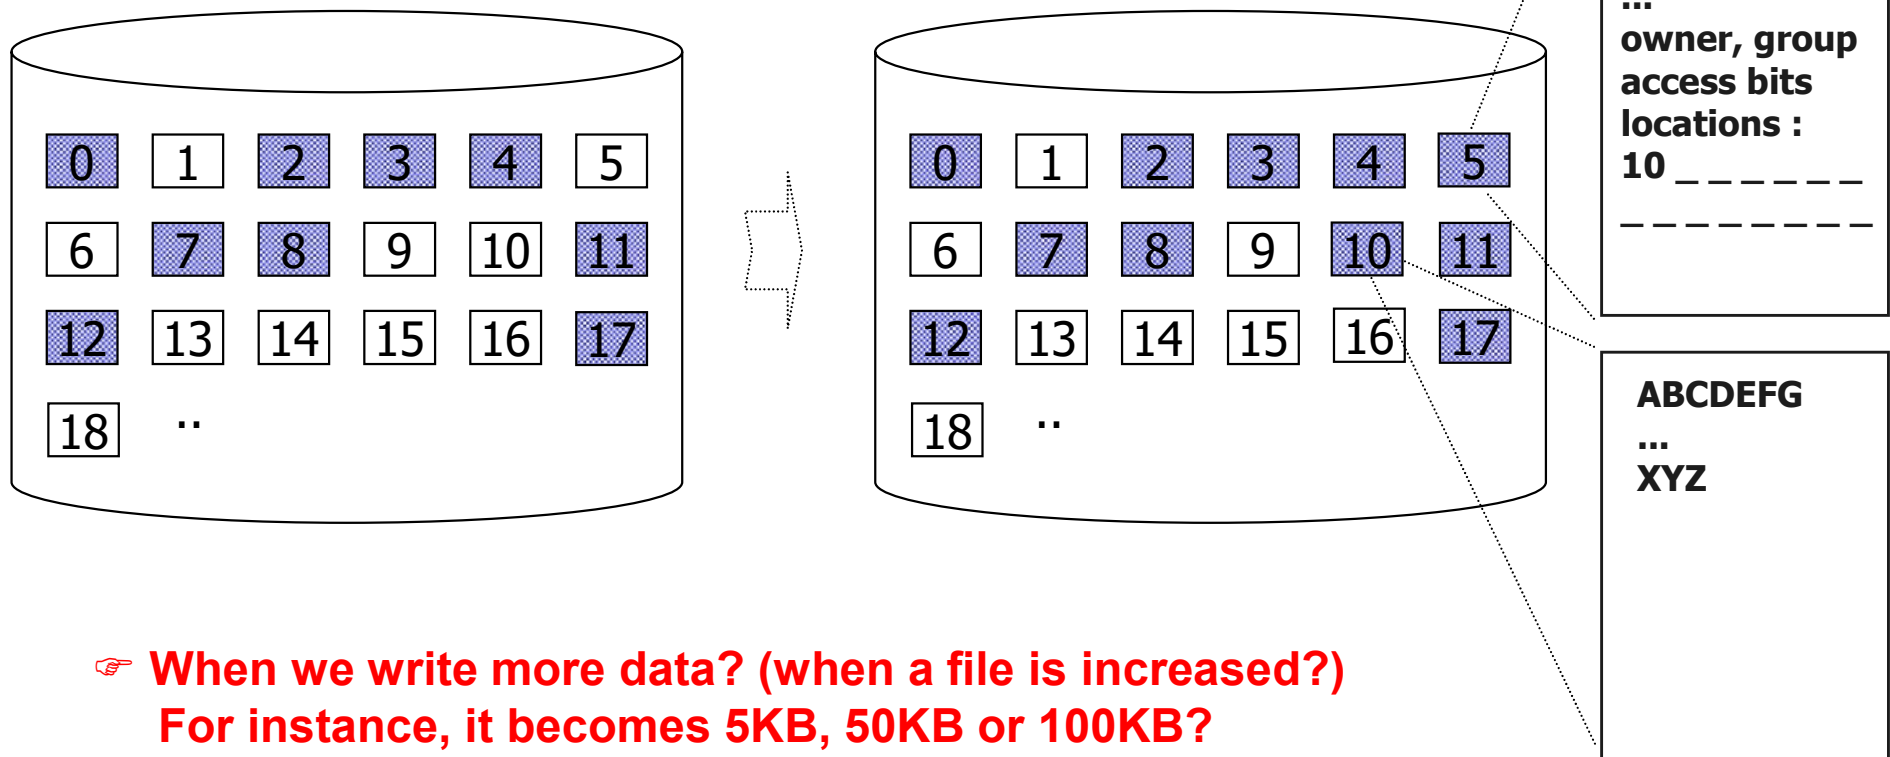 0 1 2 3 4 5
6 7 8 9 10 11
12 13 14 15 16 17
18 ..
0 1 2 3 4 5
6 7 8 9 10 11
12 13 14 15 16 17
18 ..
...
owner, group
access bits
locations :
10 _ _ _ _ _ _
_ _ _ _ _ _ _ _
ABCDEFG
...
XYZ
☞ When we write more data? (when a file is increased?)
For instance, it becomes 5KB, 50KB or 100KB?